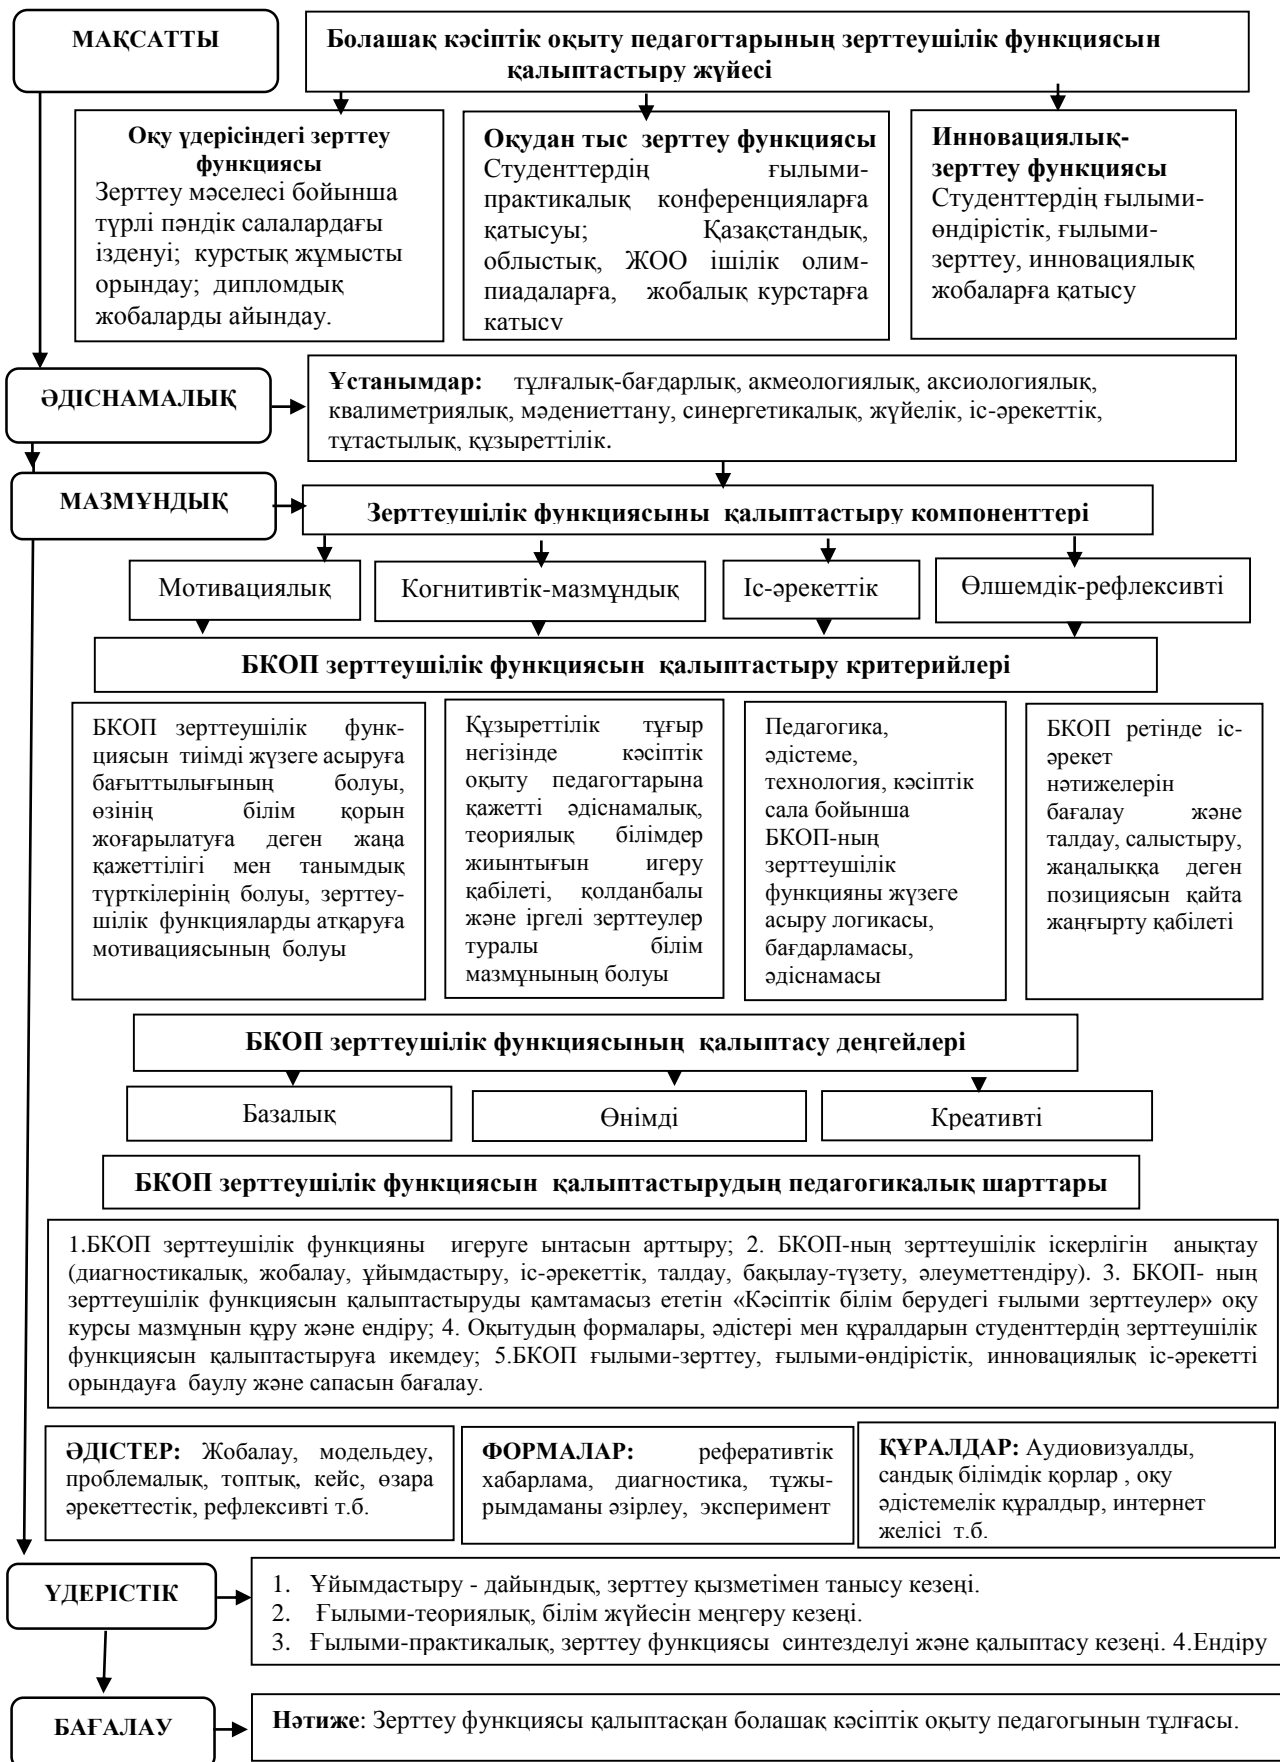 МАҚСАТТЫ
Болашақ кәсіптік оқыту педагогтарының зерттеушілік функциясын
қалыптастыру жүйесі
Оқу үдерісіндегі зерттеу
функциясы
Зерттеу мәселесі бойынша
түрлі пәндік салалардағы
ізденуі; курстық жұмысты
орындау; дипломдық
жобаларды айындау.
Оқудан тыс зерттеу функциясы
Студенттердің ғылыми-
практикалық конференцияларға
қатысуы; Қазақстандық,
облыстық, ЖОО ішілік олим-
пиадаларға, жобалық курстарға
қатысу
Инновациялық-
зерттеу функциясы
Студенттердің ғылыми-
өндірістік, ғылыми-
зерттеу, инновациялық
жобаларға қатысу
ӘДІСНАМАЛЫҚ
Ұстанымдар: тұлғалық-бағдарлық, акмеологиялық, аксиологиялық,
квалиметриялық, мәдениеттану, синергетикалық, жүйелік, іс-әрекеттік,
тұтастылық, құзыреттілік.
МАЗМҰНДЫҚ
Зерттеушілік функциясыны қалыптастыру компоненттері
Мотивациялық
Когнитивтік-мазмұндық
Іс-әрекеттік
Өлшемдік-рефлексивті
БКОП зерттеушілік функциясын қалыптастыру критерийлері
БКОП зерттеушілік функ-
циясын тиімді жүзеге асыруға
бағыттылығының болуы,
өзінің білім қорын
жоғарылатуға деген жаңа
қажеттілігі мен танымдық
түрткілерінің болуы, зерттеу-
шілік функцияларды атқаруға
мотивациясының болуы
Құзыреттілік тұғыр
негізінде кәсіптік
оқыту педагогтарына
қажетті әдіснамалық,
теориялық білімдер
жиынтығын игеру
қабілеті, қолданбалы
және іргелі зерттеулер
туралы білім
мазмұнының болуы
Педагогика,
әдістеме,
технология, кәсіптік
сала бойынша
БКОП-ның
зерттеушілік
функцияны жүзеге
асыру логикасы,
бағдарламасы,
әдіснамасы
БКОП ретінде іс-
әрекет
нәтижелерін
бағалау және
талдау, салыстыру,
жаңалыққа деген
позициясын қайта
жаңғырту қабілеті
БКОП зерттеушілік функциясының қалыптасу деңгейлері
Базалық
Өнімді
Креативті
БКОП зерттеушілік функциясын қалыптастырудың педагогикалық шарттары
1.БКОП зерттеушілік функцияны игеруге ынтасын арттыру; 2. БКОП-ның зерттеушілік іскерлігін анықтау
(диагностикалық, жобалау, ұйымдастыру, іс-әрекеттік, талдау, бақылау-түзету, әлеуметтендіру). 3. БКОП- ның
зерттеушілік функциясын қалыптастыруды қамтамасыз ететін «Кәсіптік білім берудегі ғылыми зерттеулер» оқу
курсы мазмұнын құру және ендіру; 4. Оқытудың формалары, әдістері мен құралдарын студенттердің зерттеушілік
функциясын қалыптастыруға икемдеу; 5.БКОП ғылыми-зерттеу, ғылыми-өндірістік, инновациялық іс-әрекетті
орындауға баулу және сапасын бағалау.
ӘДІСТЕР: Жобалау, модельдеу,
проблемалық, топтық, кейс, өзара
әрекеттестік, рефлексивті т.б.
ФОРМАЛАР: реферативтік
хабарлама, диагностика, тұжы-
рымдаманы әзірлеу, эксперимент
ҚҰРАЛДАР: Аудиовизуалды,
сандық білімдік қорлар , оқу
әдістемелік құралдыр, интернет
желісі т.б.
ҮДЕРІСТІК
1. Ұйымдастыру - дайындық, зерттеу қызметімен танысу кезеңі.
2. Ғылыми-теориялық, білім жүйесін меңгеру кезеңі.
3. Ғылыми-практикалық, зерттеу функциясы синтезделуі және қалыптасу кезеңі. 4.Ендіру
БАҒАЛАУ
Нәтиже: Зерттеу функциясы қалыптасқан болашақ кәсіптік оқыту педагогынын тұлғасы.